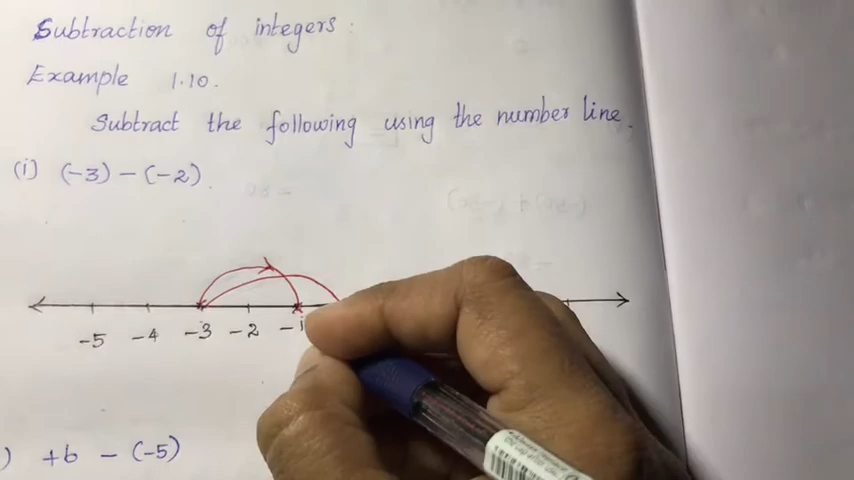 Subtraction of integers :
Example 1.10.
Subtract the following using the number line.
(i) (-3) - (-2).
-5 -4 -3 -2 -1
) +6 - (-5)